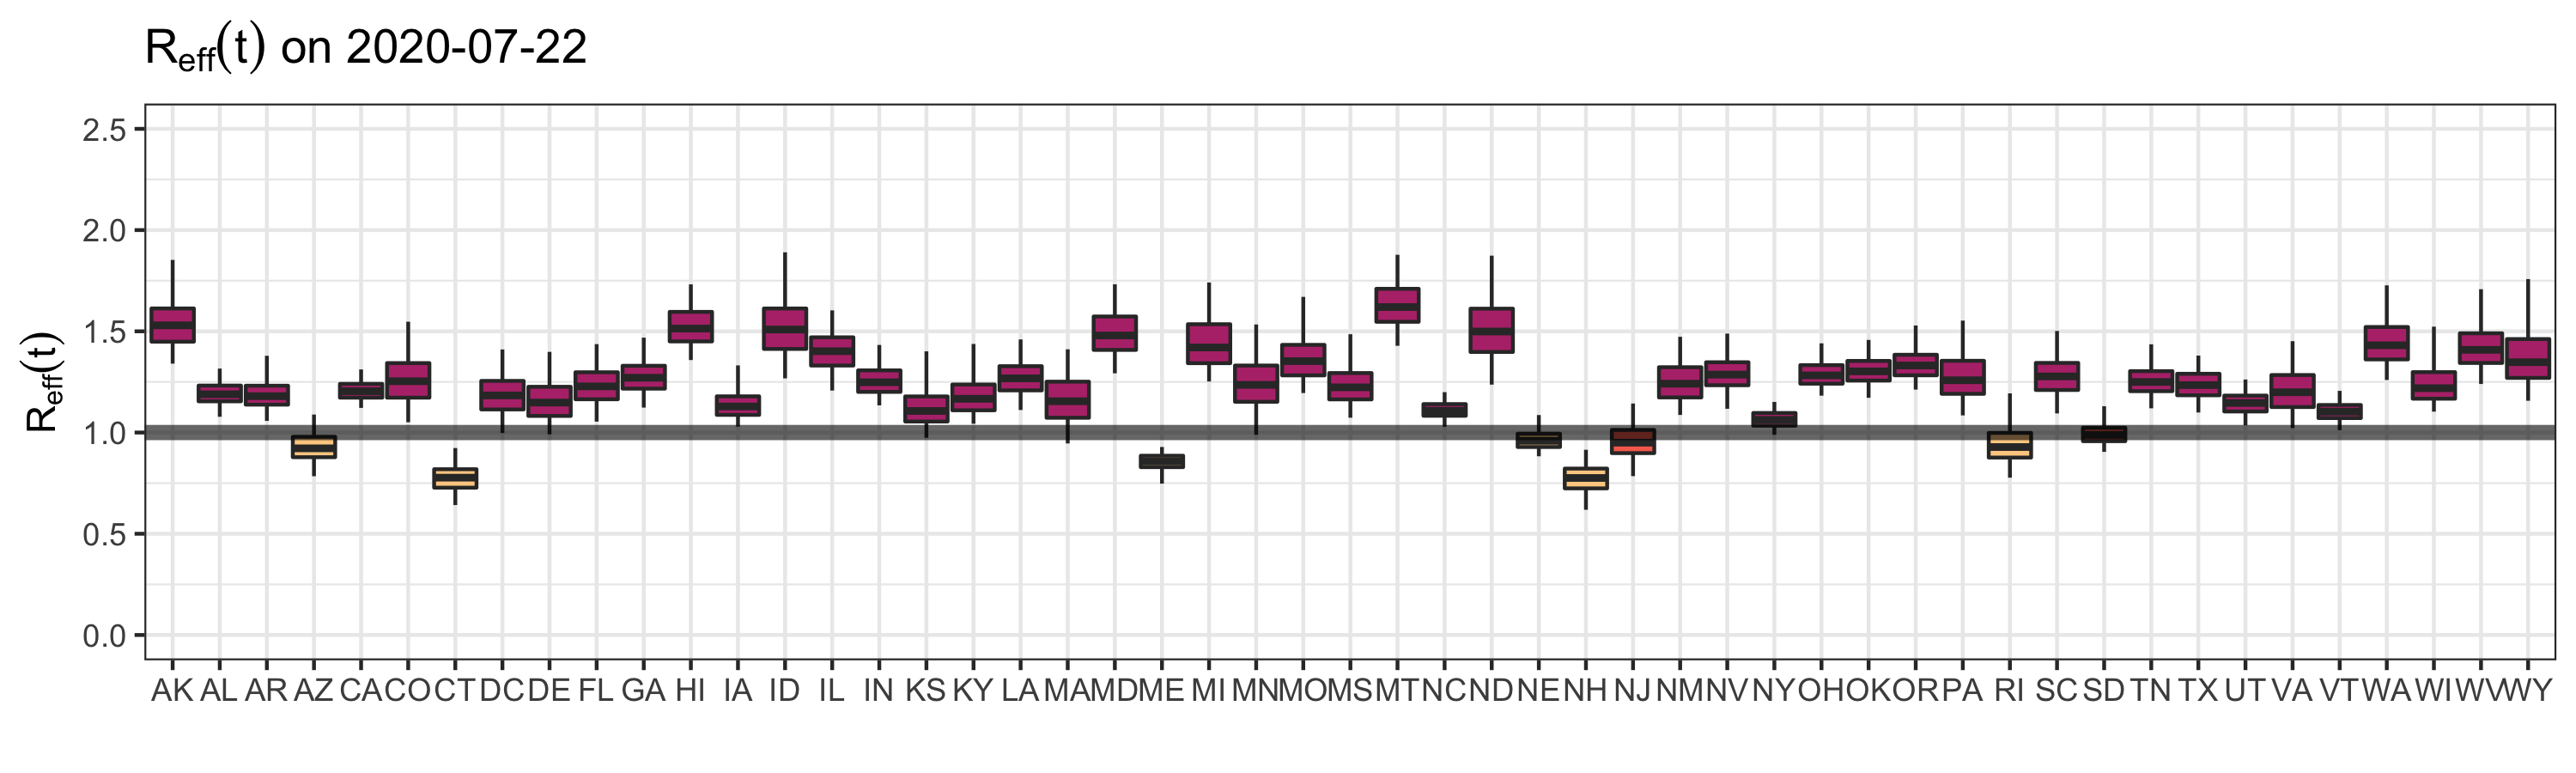 Reff(t) on 2020-07-22
Reff(t)
2.5
2.0
1.5
1.0
0.5
0.0
AK AL AR AZ CA CO CT DC DE FL GA HI IA ID IL IN KS KY LA MA MD ME MI MN MO MS MT NC ND NE NH NJ NM NV NY OH OK OR PA RI SC SD TN TX UT VA VT WA WI WV WY